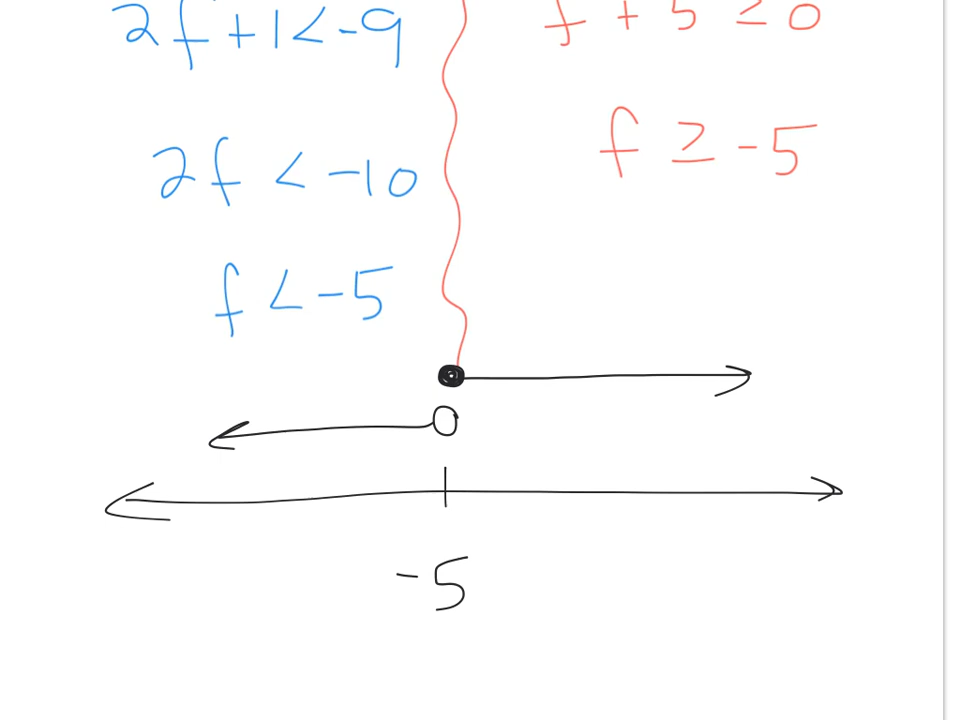 2f + 1 < -9
2f < -10
f < -5
f + 5 ≥ 0
f ≥ -5
-5